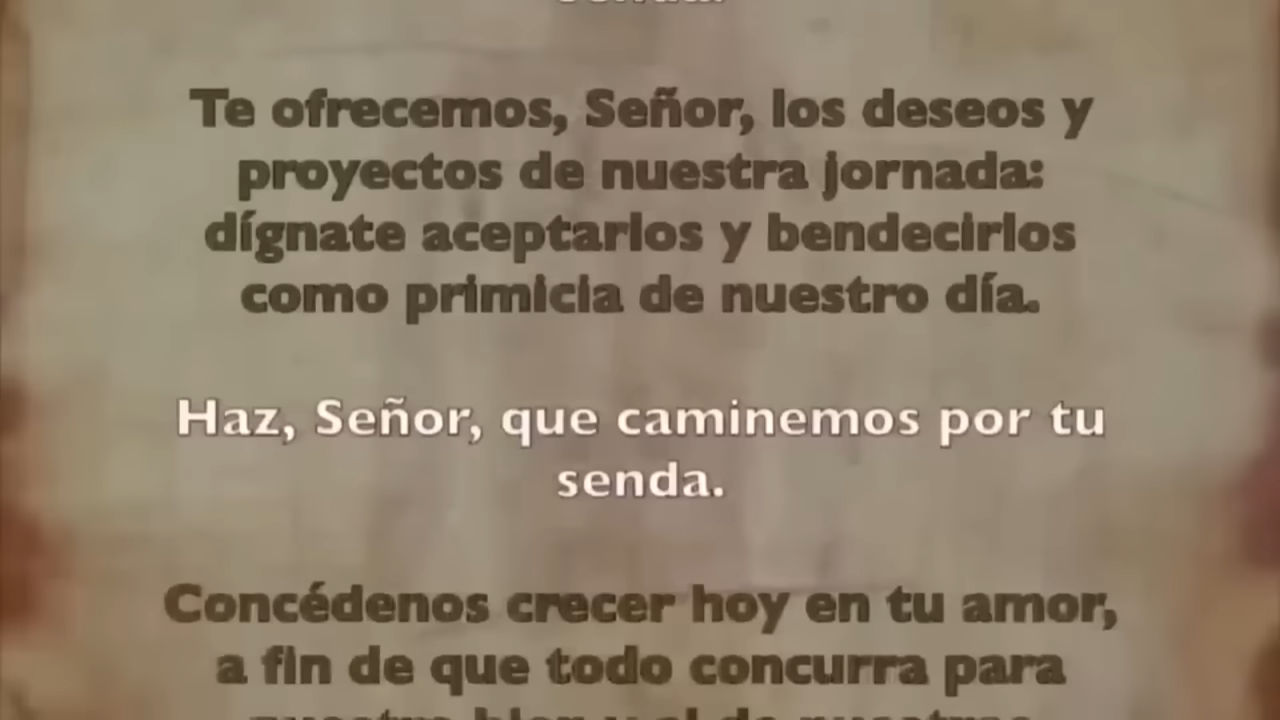 Te ofrecemos, Señor, los deseos y
proyectos de nuestra jornada:
dígnate aceptarlos y bendecirlos
como primicia de nuestro día.
Haz, Señor, que caminemos por tu
senda.
Concédenos crecer hoy en tu amor,
a fin de que todo concurra para